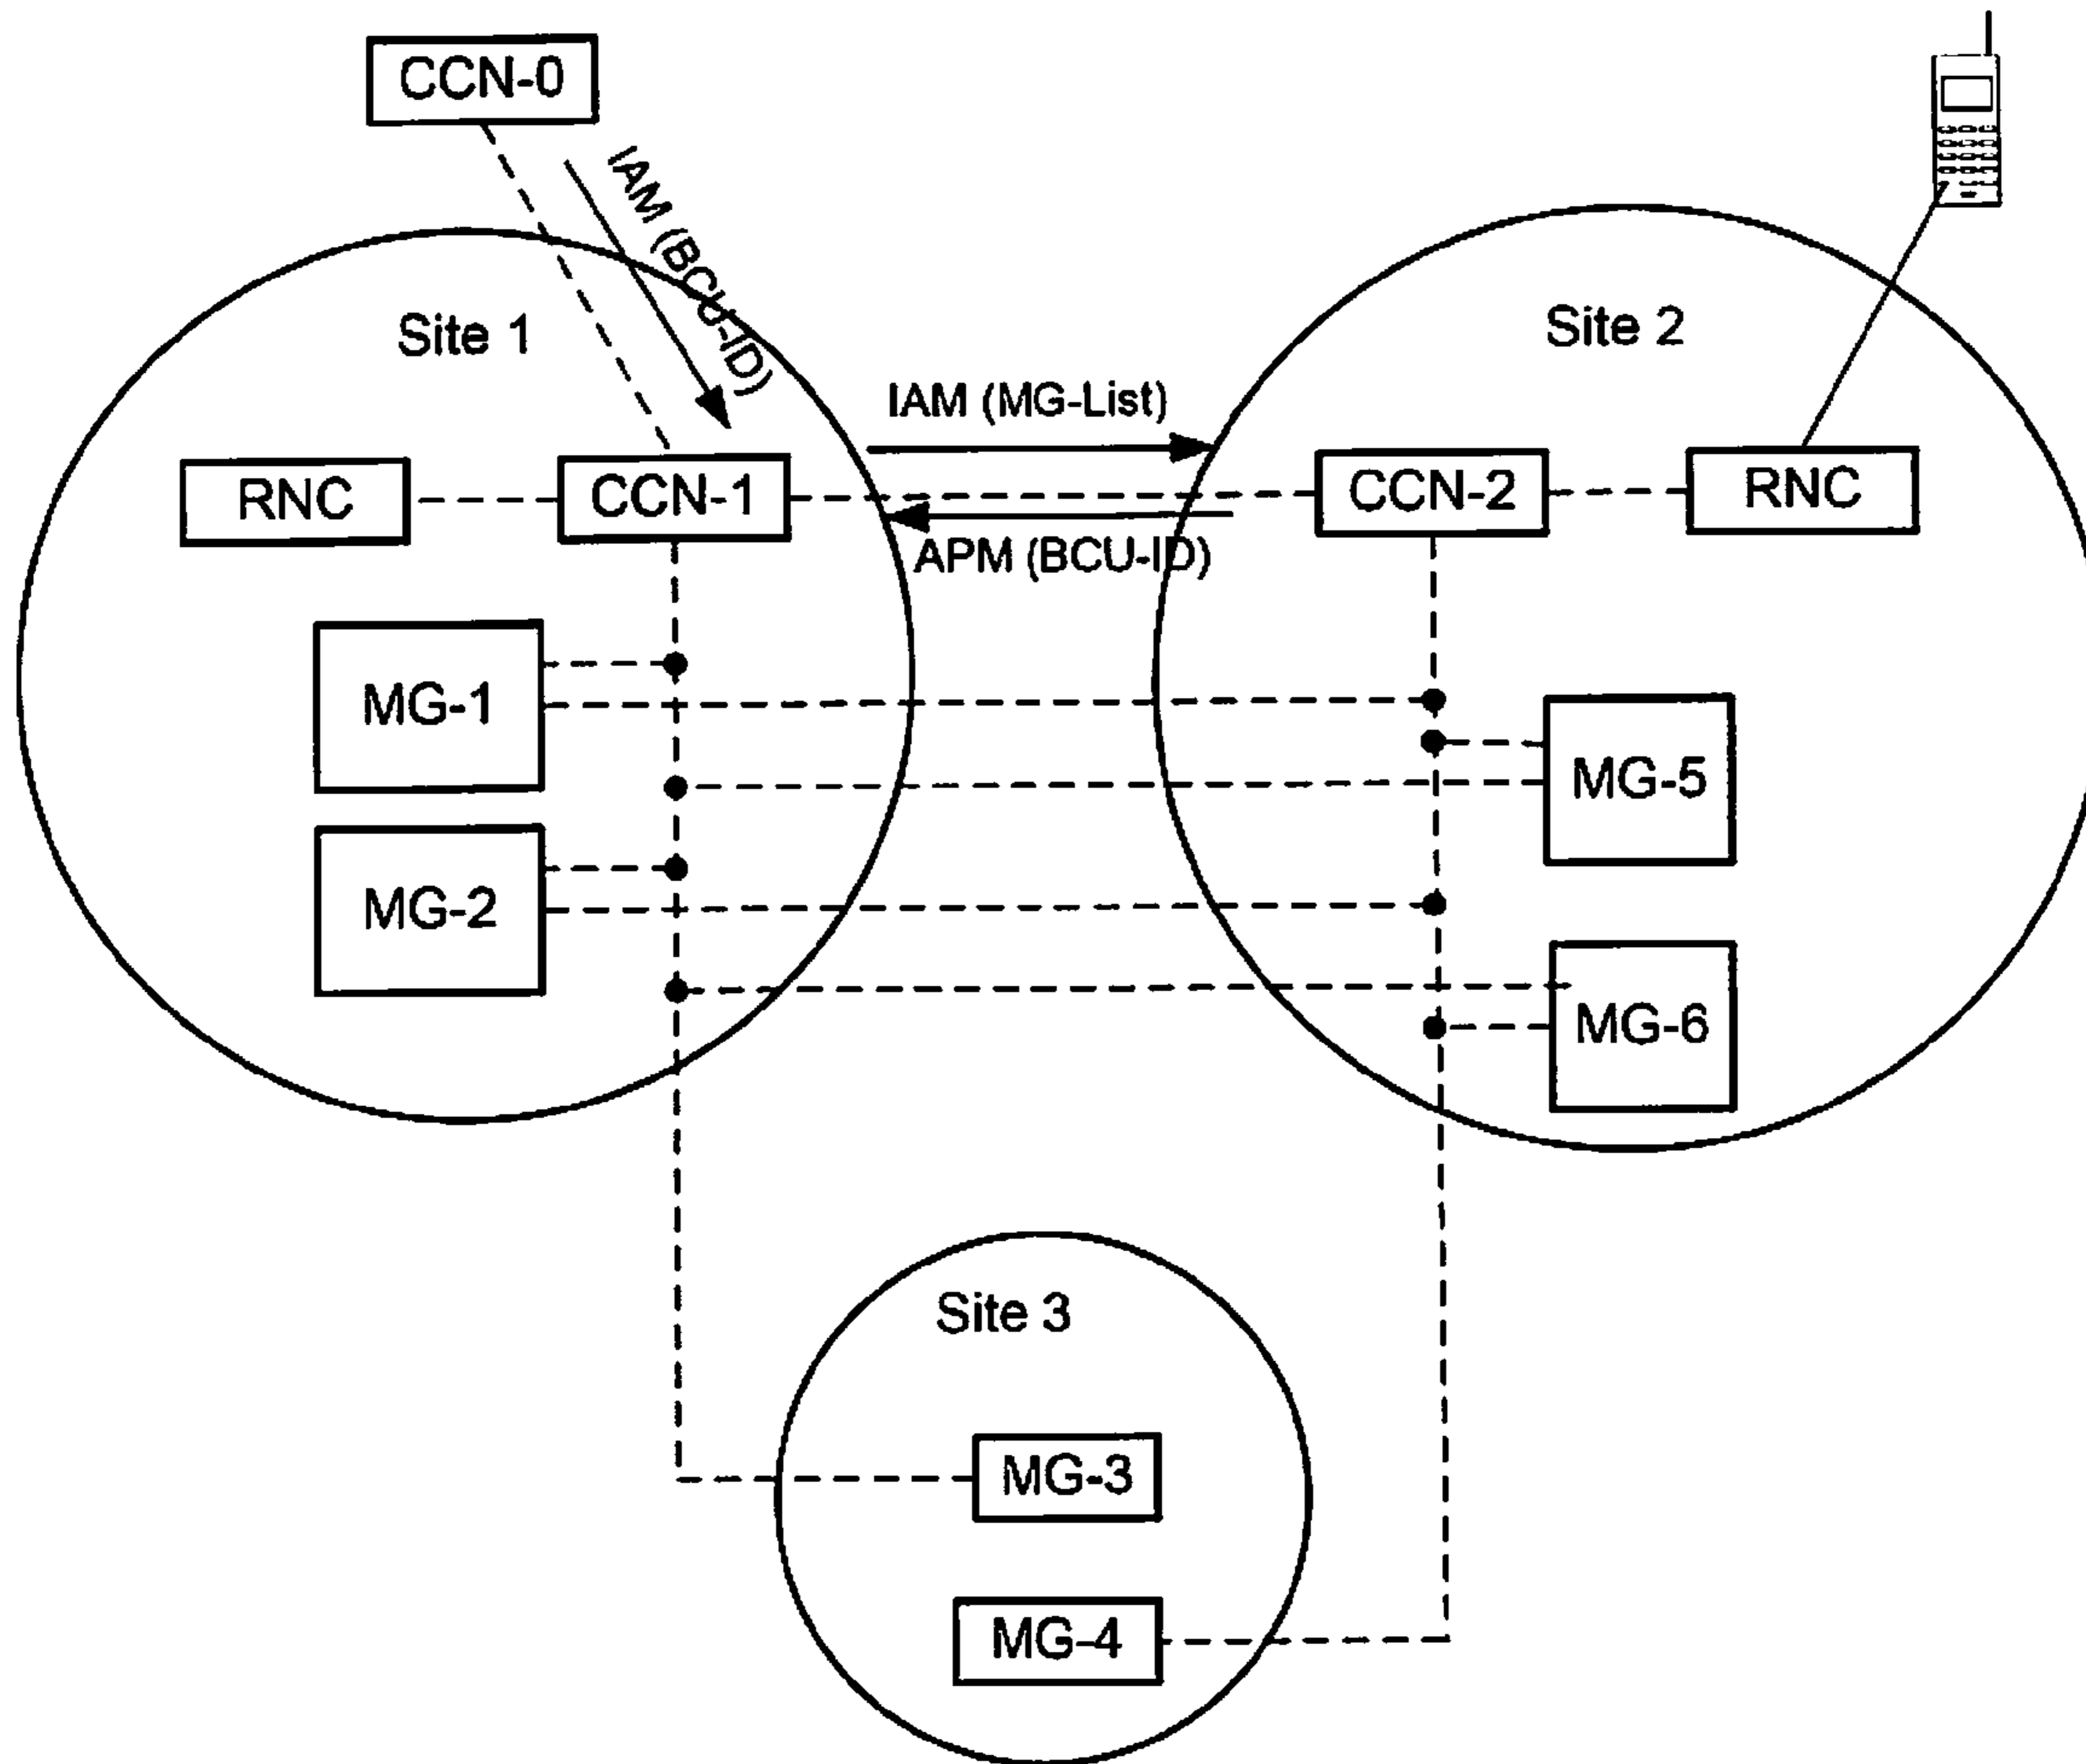 CCN-0
IAM (BCU-ID)
Site 1
Site 2
IAM (MG-List)
RNC
CCN-1
CCN-2
RNC
APM (BCU-ID)
MG-1
MG-5
MG-2
MG-6
Site 3
MG-3
MG-4